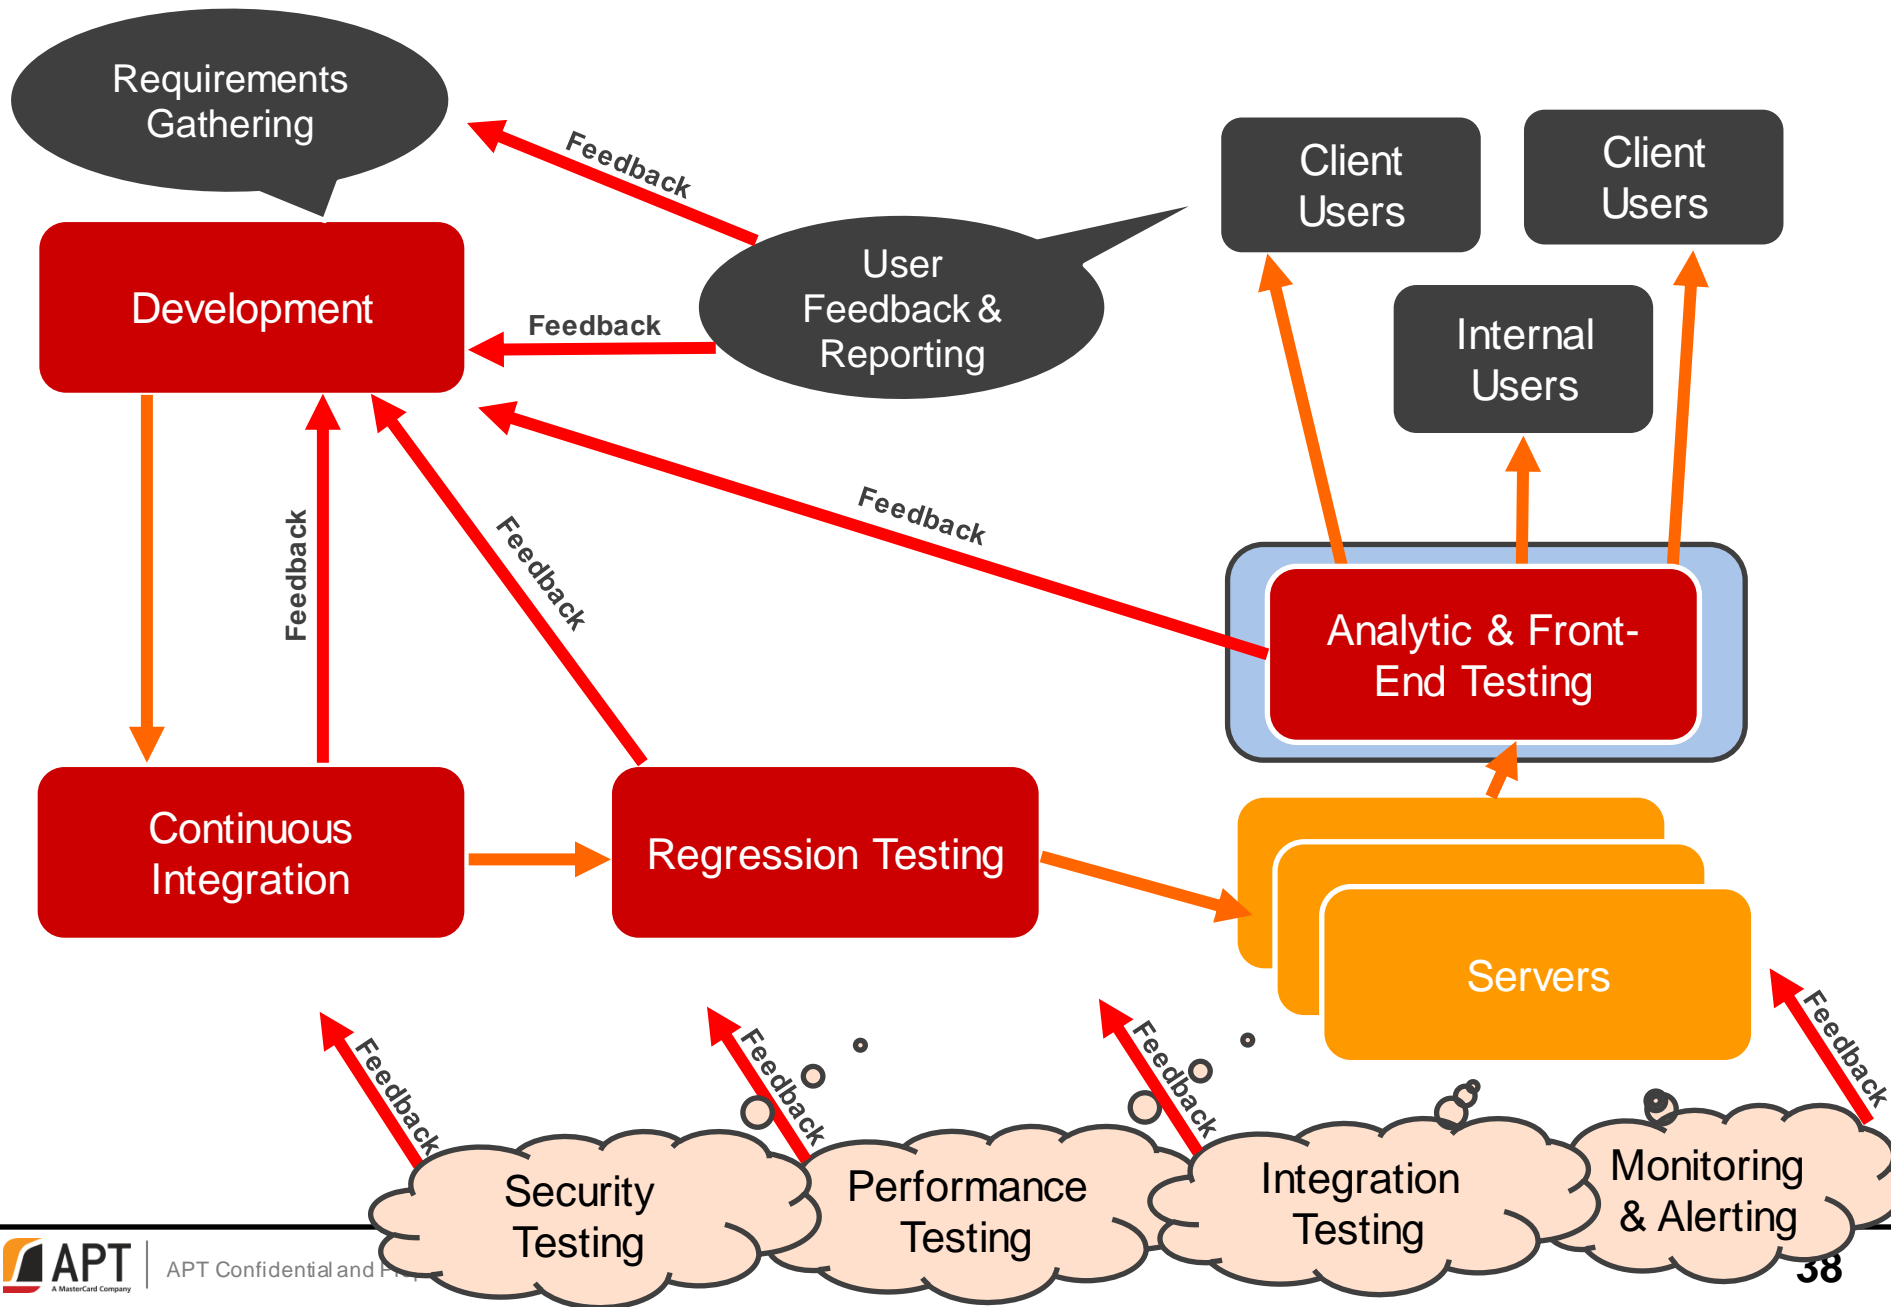 Requirements
Gathering
Feedback
Client
Users
Client
Users
User
Feedback &
Reporting
Development
Feedback
Internal
Users
Feedback
Feedback
Feedback
Analytic & Front-
End Testing
Continuous
Integration
Regression Testing
Servers
Feedback
Feedback
Feedback
Feedback
Security
Testing
Performance
Testing
Integration
Testing
Monitoring
& Alerting
APT
A MasterCard Company
APT Confidential and
38